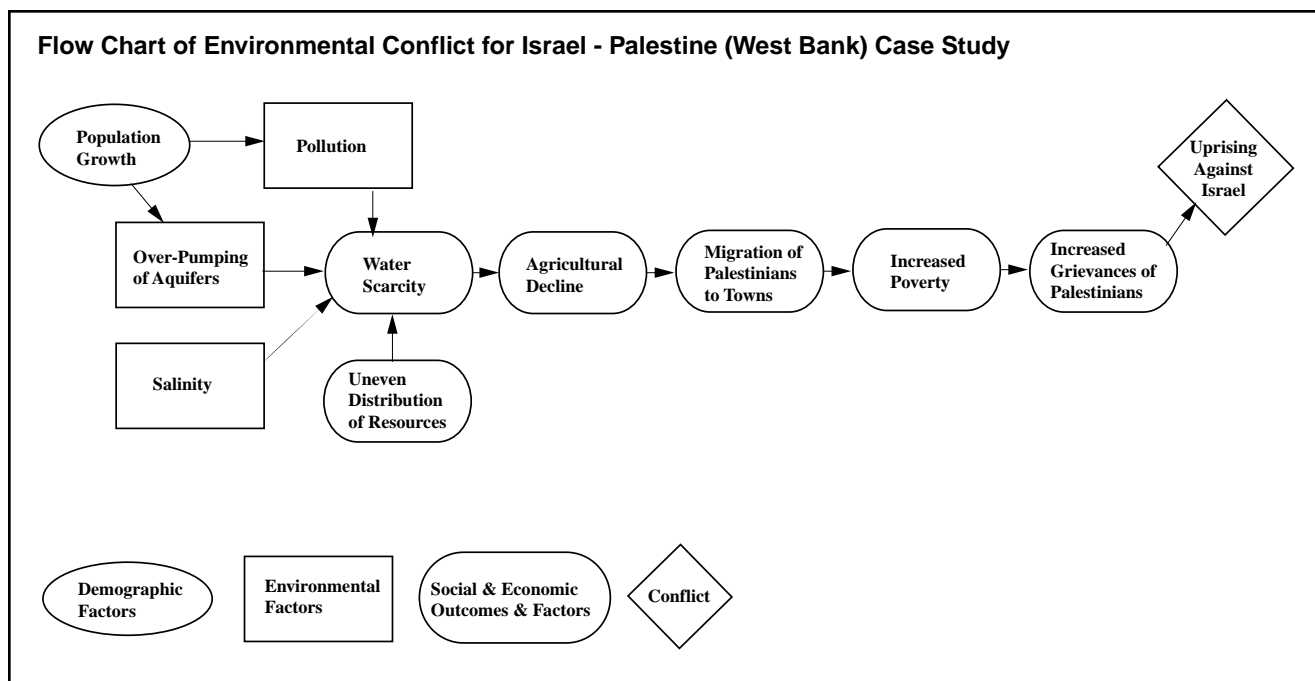 Flow Chart of Environmental Conflict for Israel - Palestine (West Bank) Case Study
Population
Growth
Pollution
Uprising
Against
Israel
Over-Pumping
of Aquifers
Water
Scarcity
Agricultural
Decline
Migration of
Palestinians
to Towns
Increased
Poverty
Increased
Grievances of
Palestinians
Salinity
Uneven
Distribution
of Resources
Demographic
Factors
Environmental
Factors
Social & Economic
Outcomes & Factors
Conflict